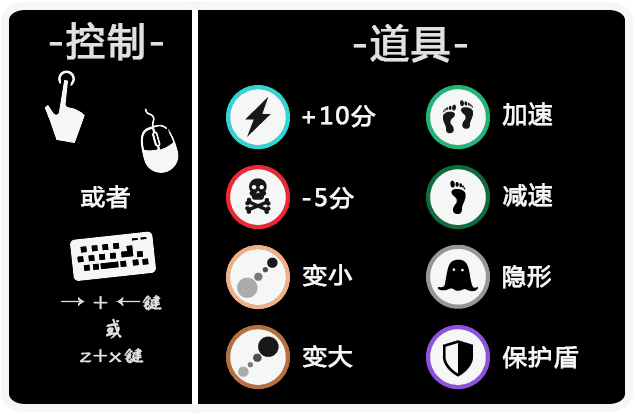 -控制-
或者
→ + ←键
或
z+x键
-道具-
+10分
加速
-5分
减速
变小
隐形
变大
保护盾